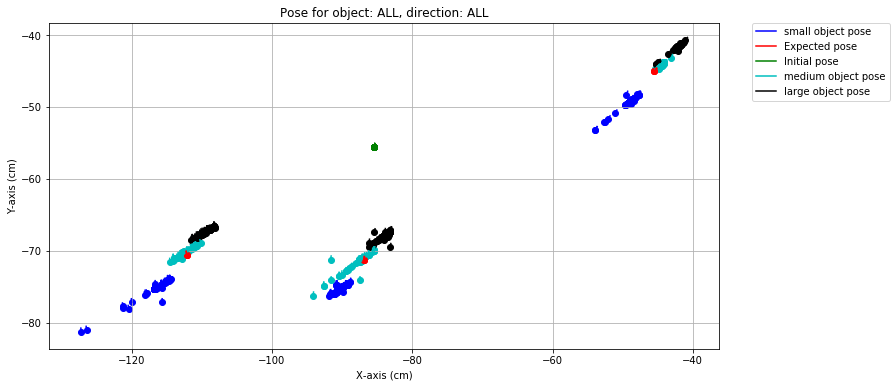 Pose for object: ALL, direction: ALL
small object pose
Expected pose
Initial pose
medium object pose
large object pose
−40
−50
−60
−70
−80
Y-axis (cm)
−120
−100
−80
−60
−40
X-axis (cm)